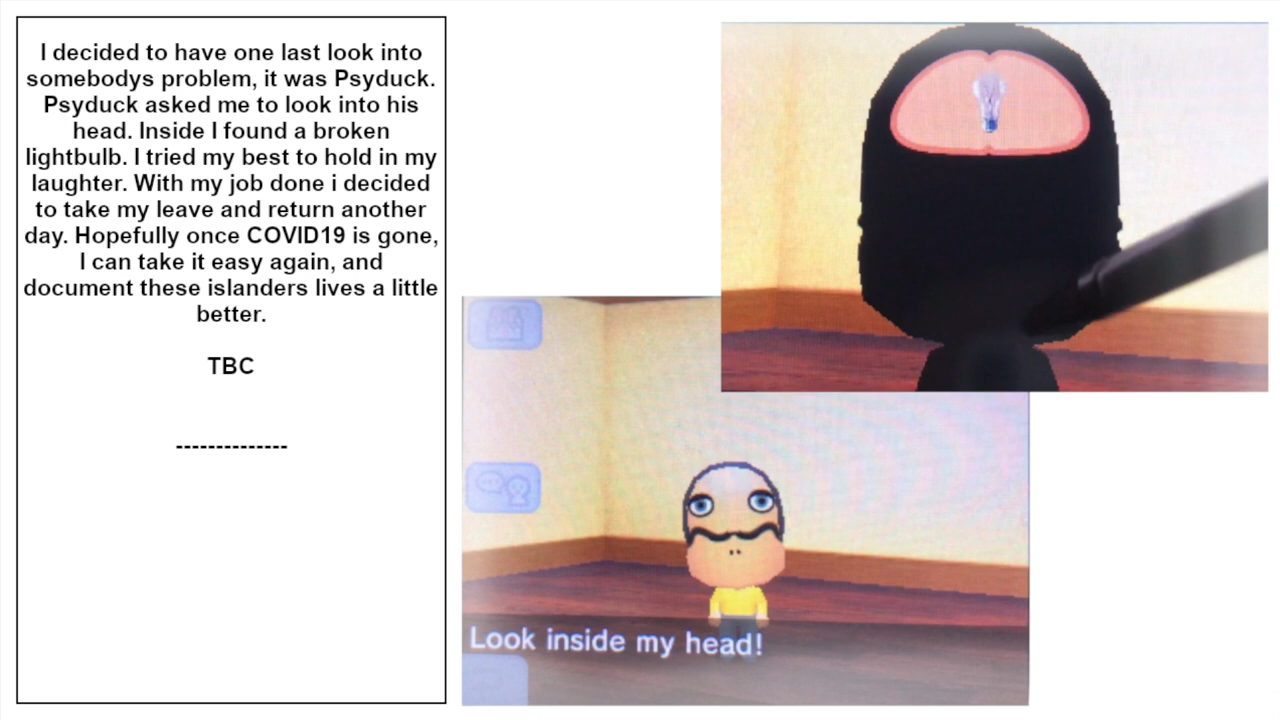 I decided to have one last look into
somebodys problem, it was Psyduck.
Psyduck asked me to look into his
head. Inside I found a broken
lightbulb. I tried my best to hold in my
laughter. With my job done i decided
to take my leave and return another
day. Hopefully once COVID19 is gone,
I can take it easy again, and
document these islanders lives a little
better.
TBC
--------------
Look inside my head!